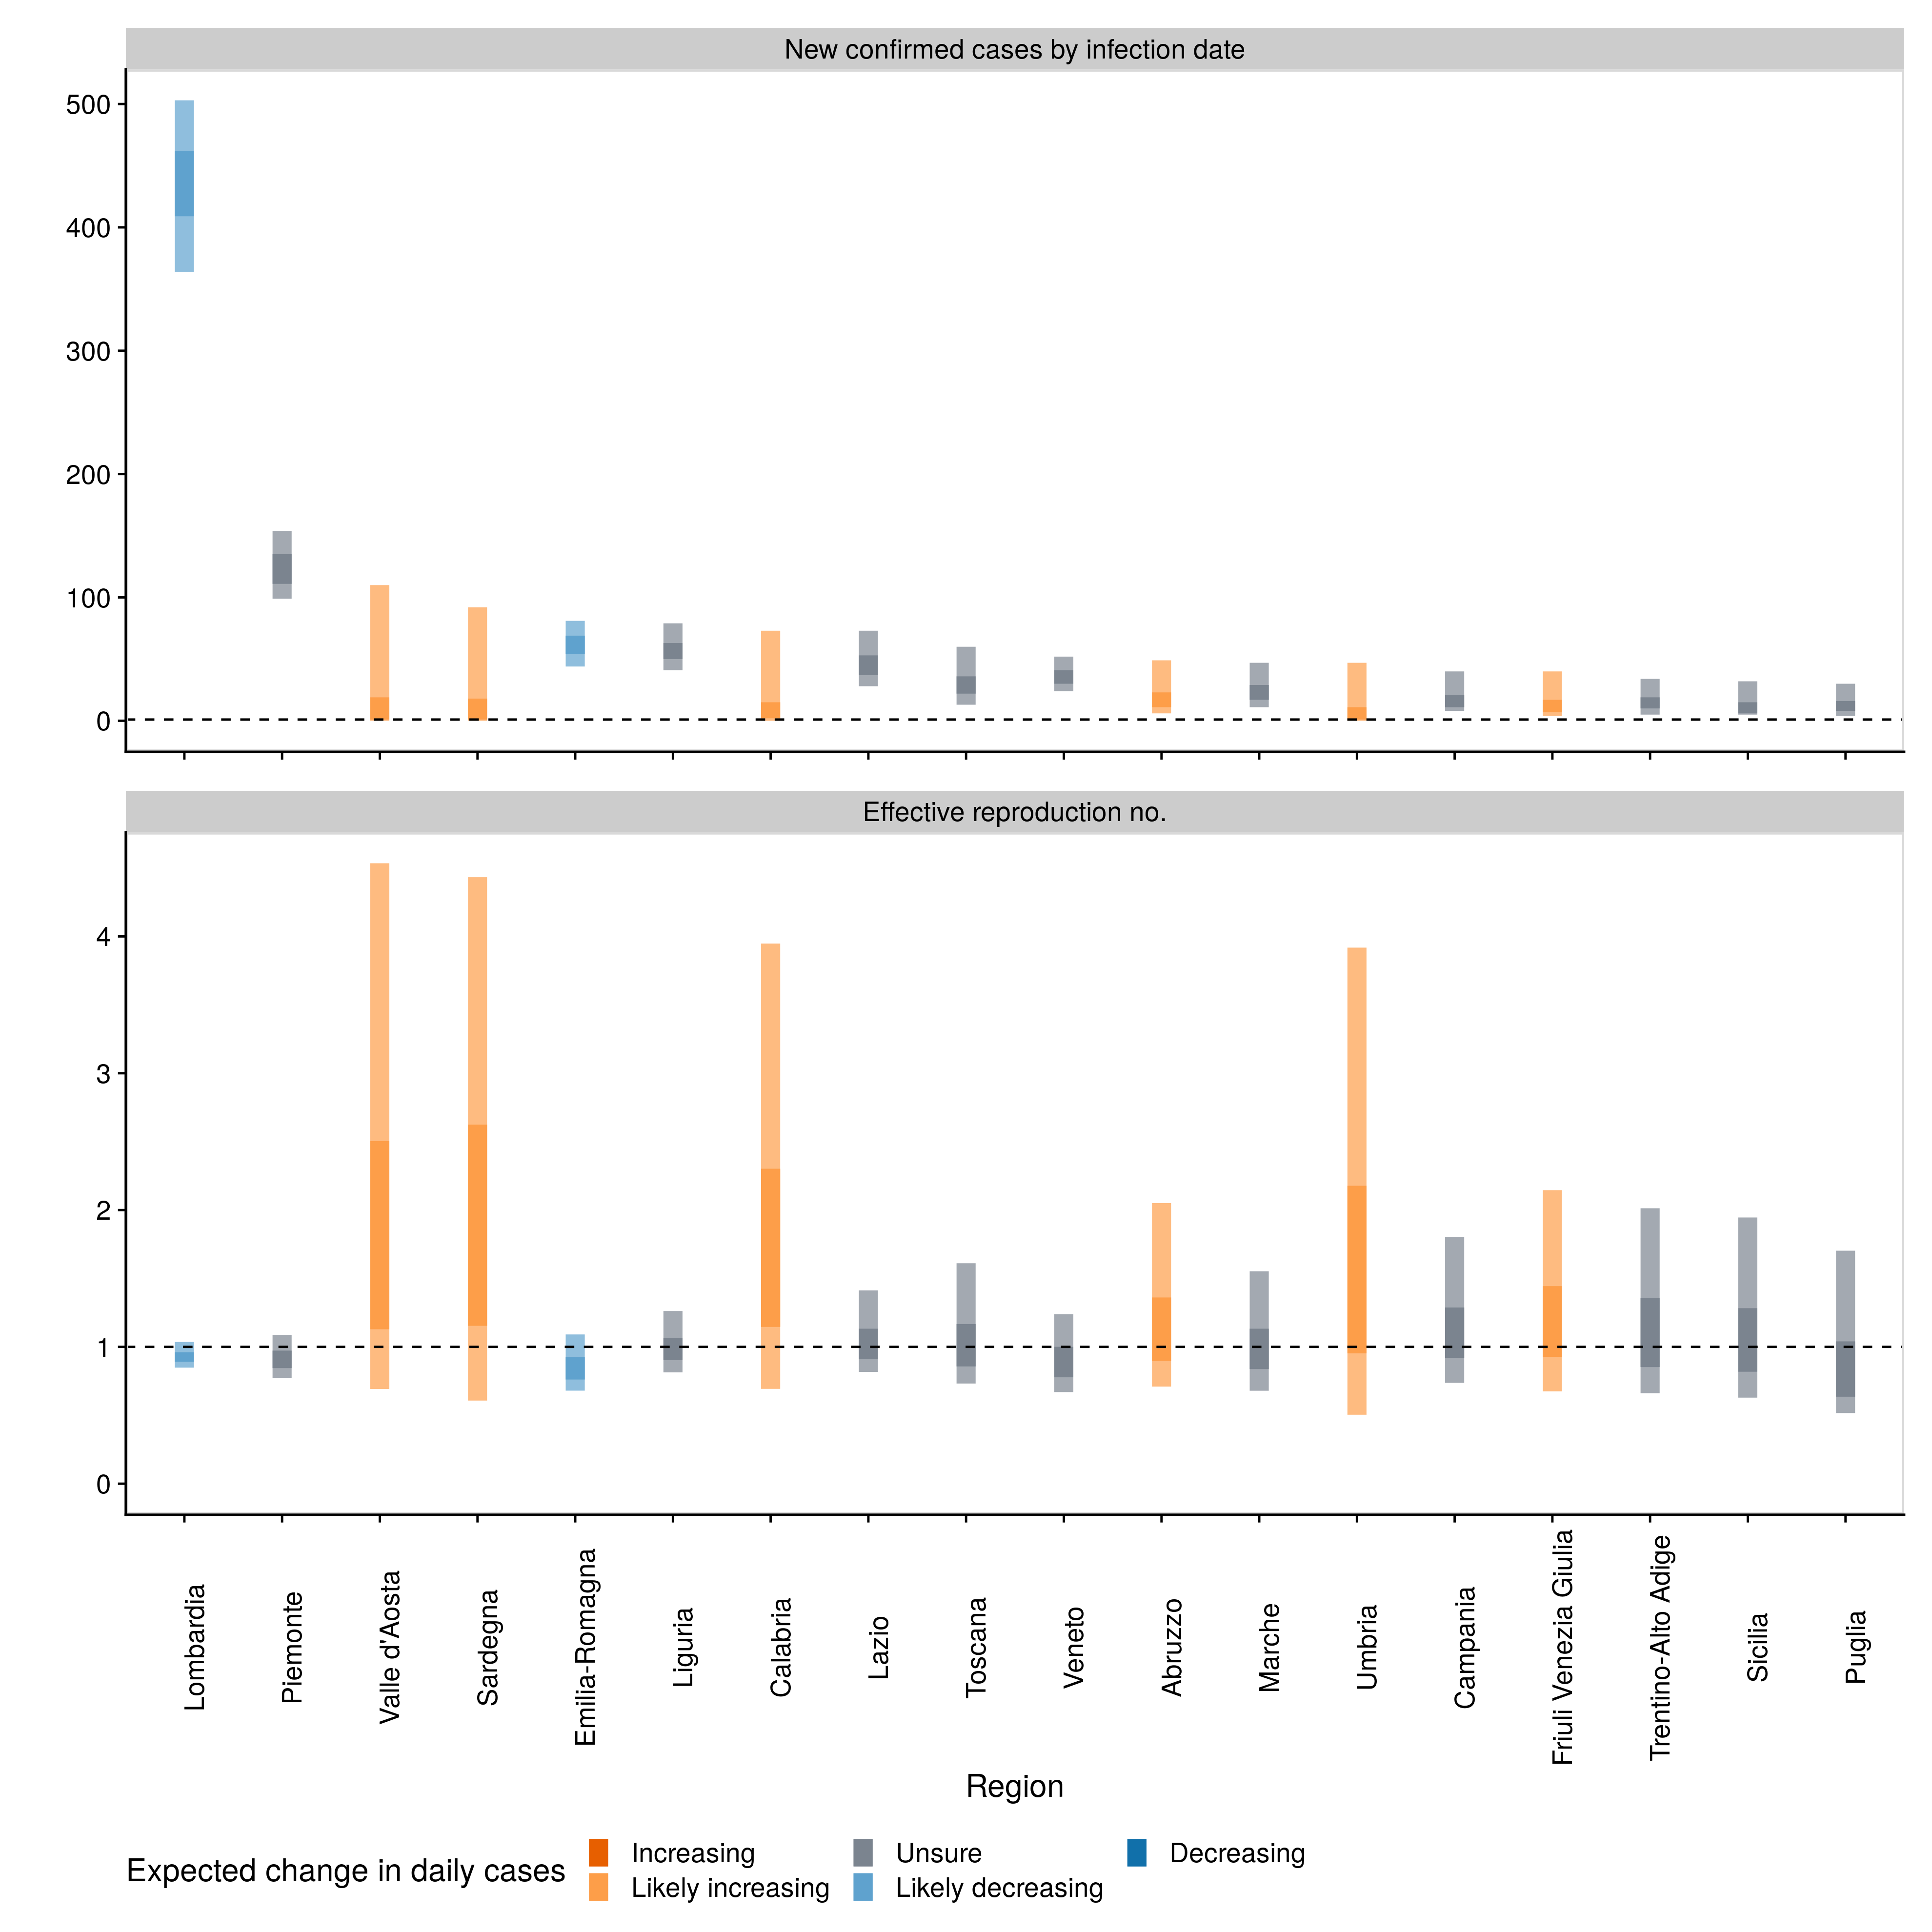 New confirmed cases by infection date
500
400
300
200
100
0
Effective reproduction no.
4
3
2
1
0
Lombardia
Piemonte
Valle d'Aosta
Sardegna
Emilia-Romagna
Liguria
Calabria
Lazio
Toscana
Veneto
Abruzzo
Marche
Umbria
Campania
Friuli Venezia Giulia
Trentino-Alto Adige
Sicilia
Puglia
Region
Expected change in daily cases
Increasing
Likely increasing
Unsure
Likely decreasing
Decreasing